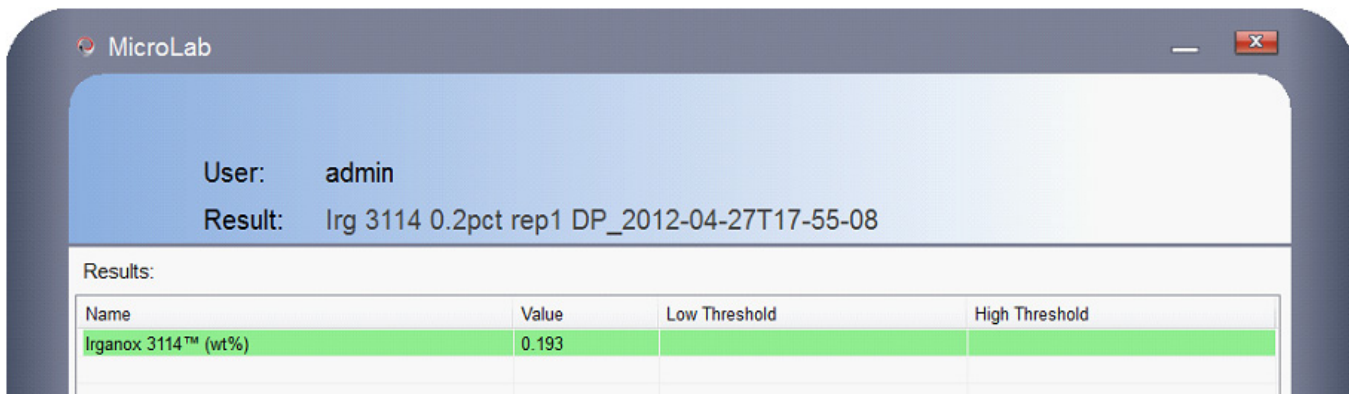 MicroLab
User: admin
Result: Irg 3114 0.2pct rep1 DP_2012-04-27T17-55-08
Results:
Name Value Low Threshold High Threshold
Irganox 3114™ (wt%) 0.193